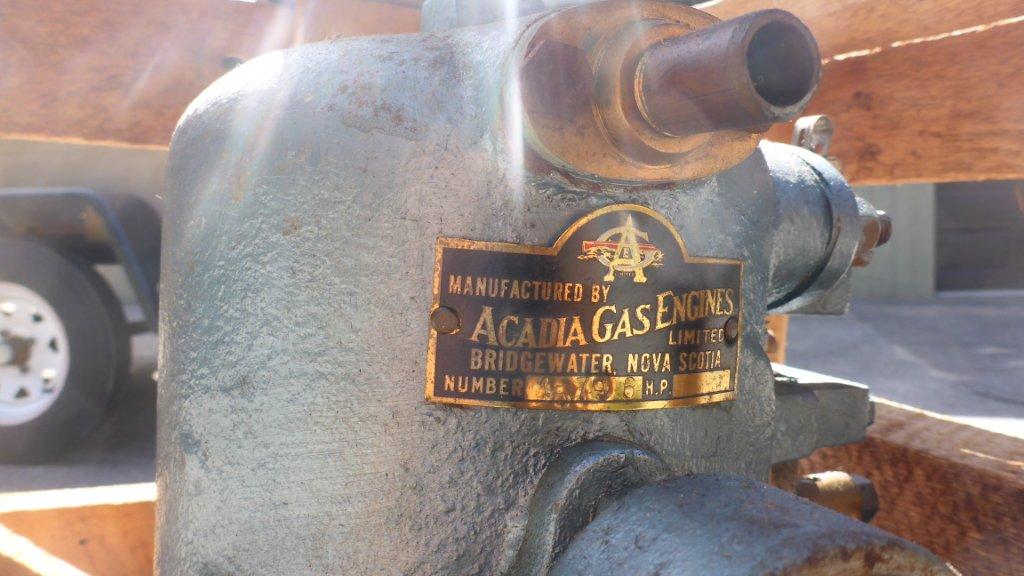 MANUFACTURED BY
ACADIA GAS ENGINES
LIMITED
BRIDGEWATER, NOVA SCOTIA
NUMBER H.P.